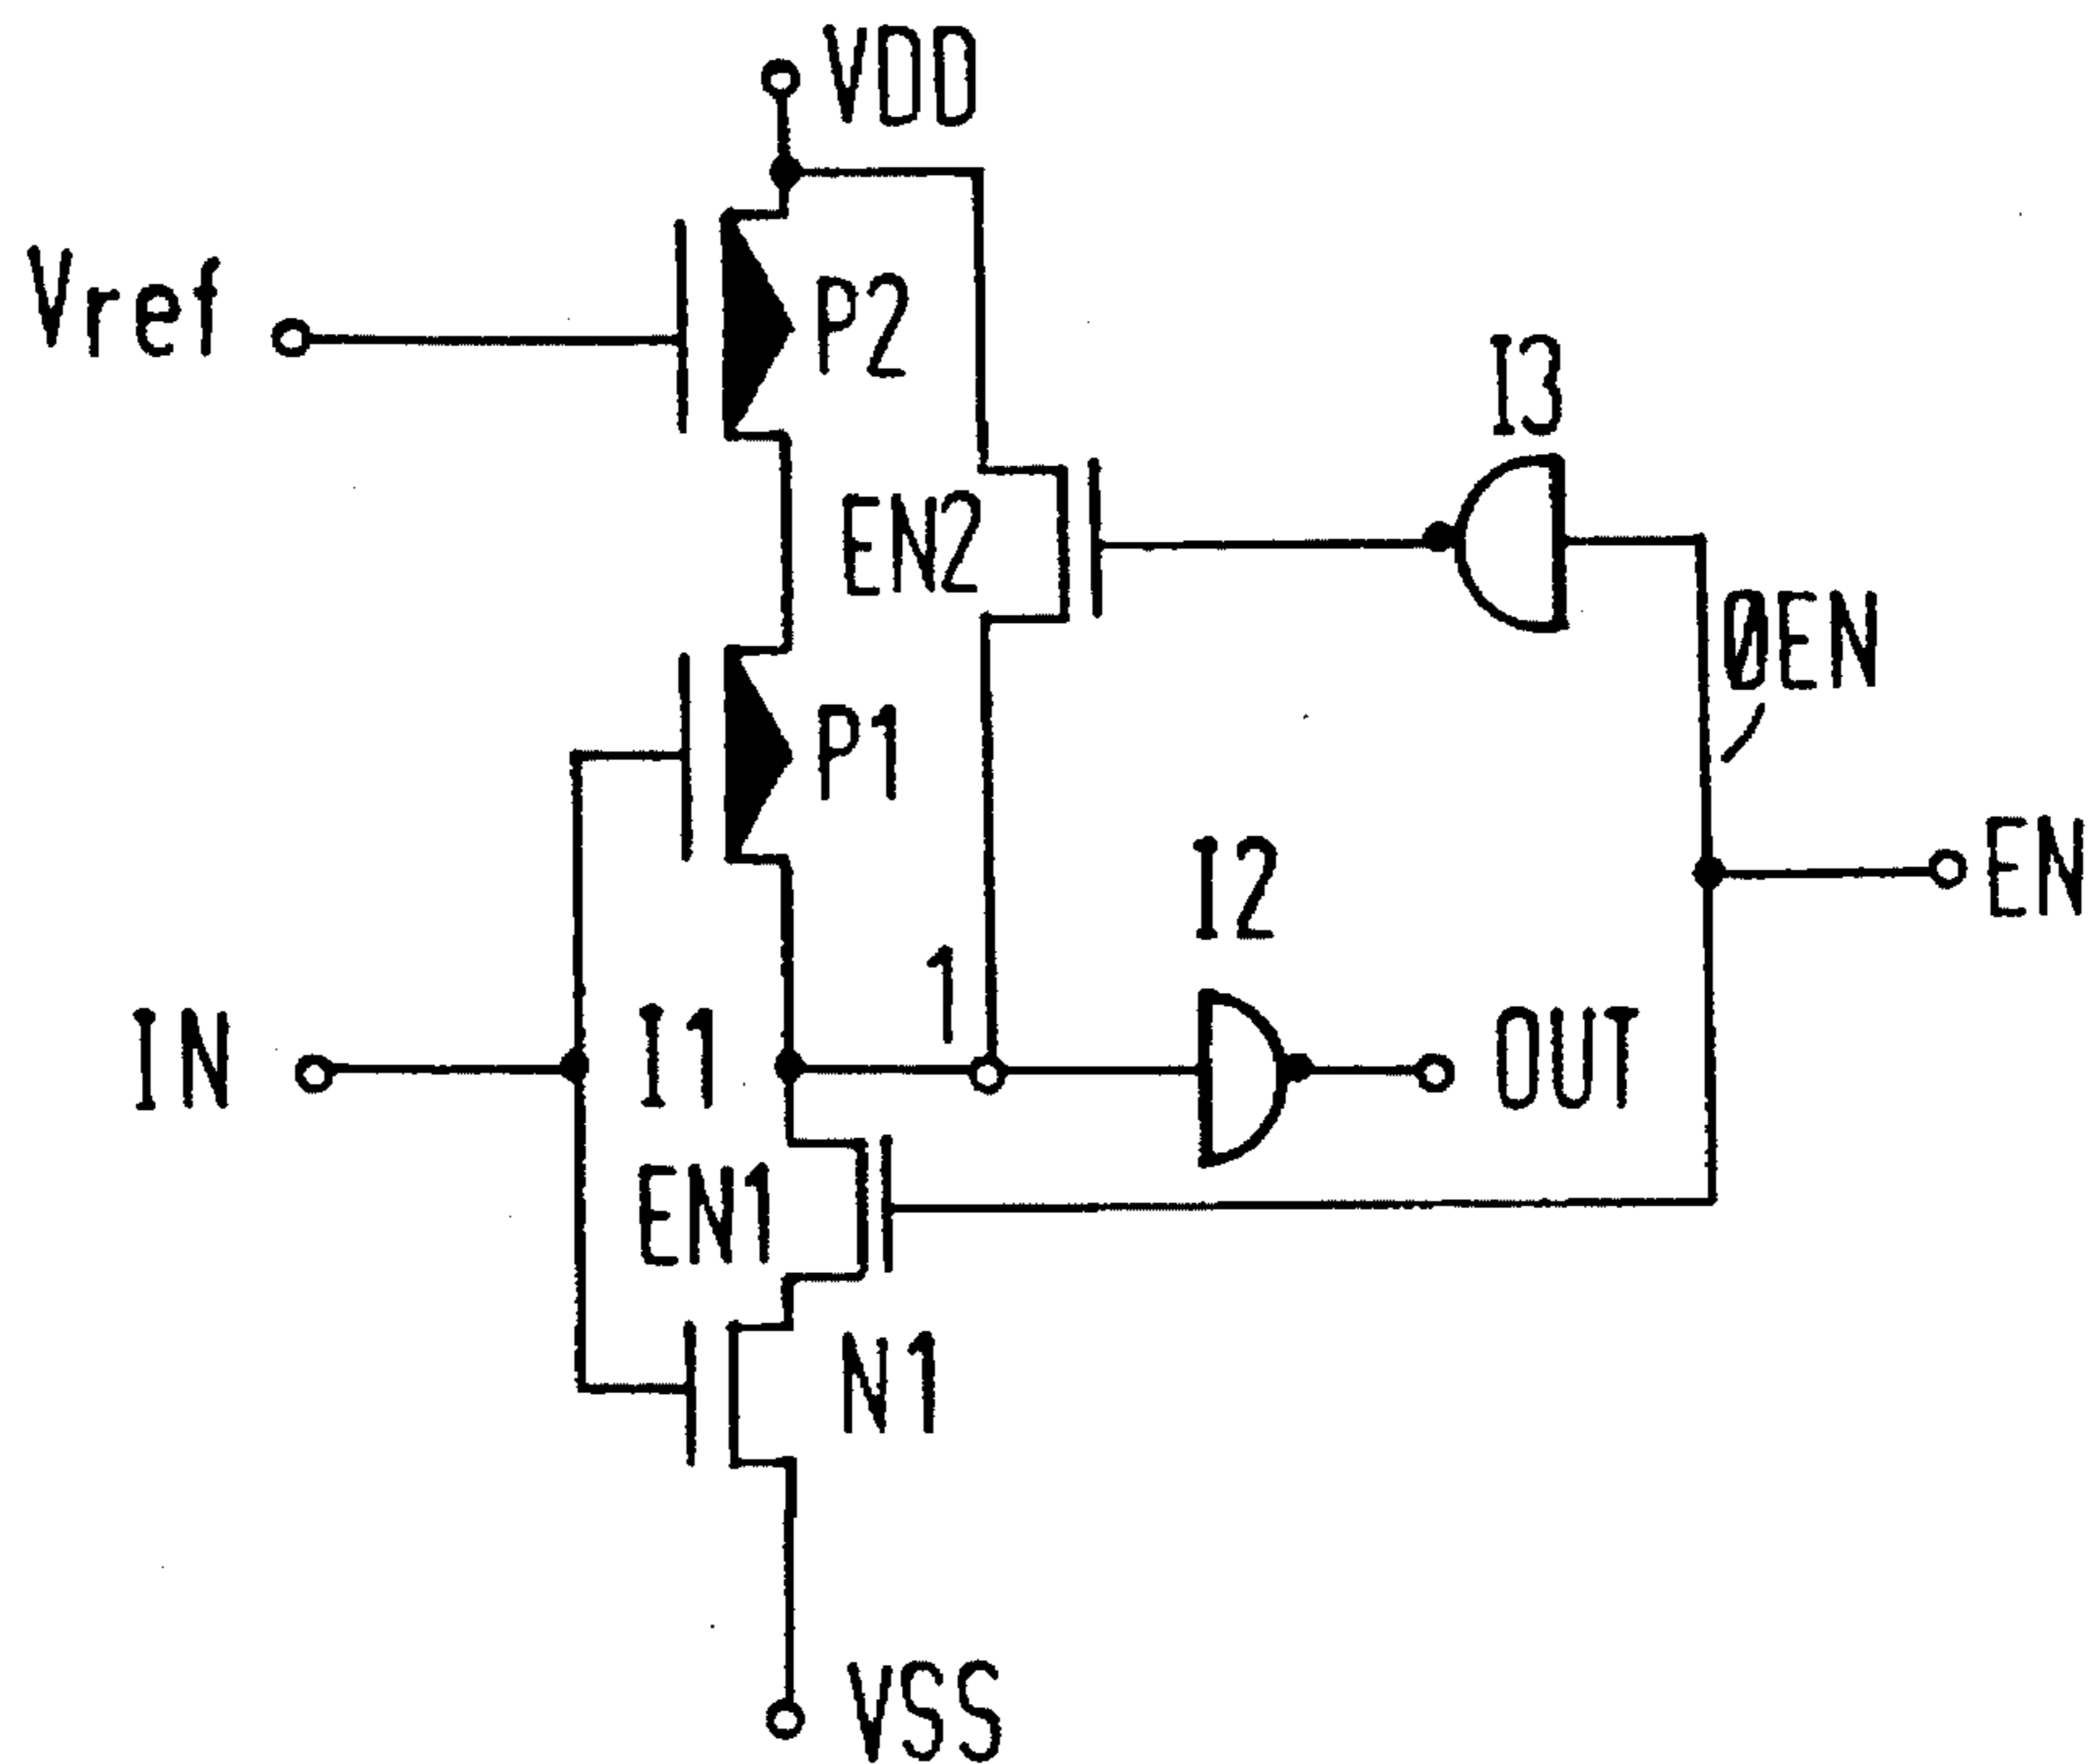 VDD
Vref
P2
I3
EN2
ØEN
P1
I2
EN
1
IN
I1
OUT
EN1
N1
VSS